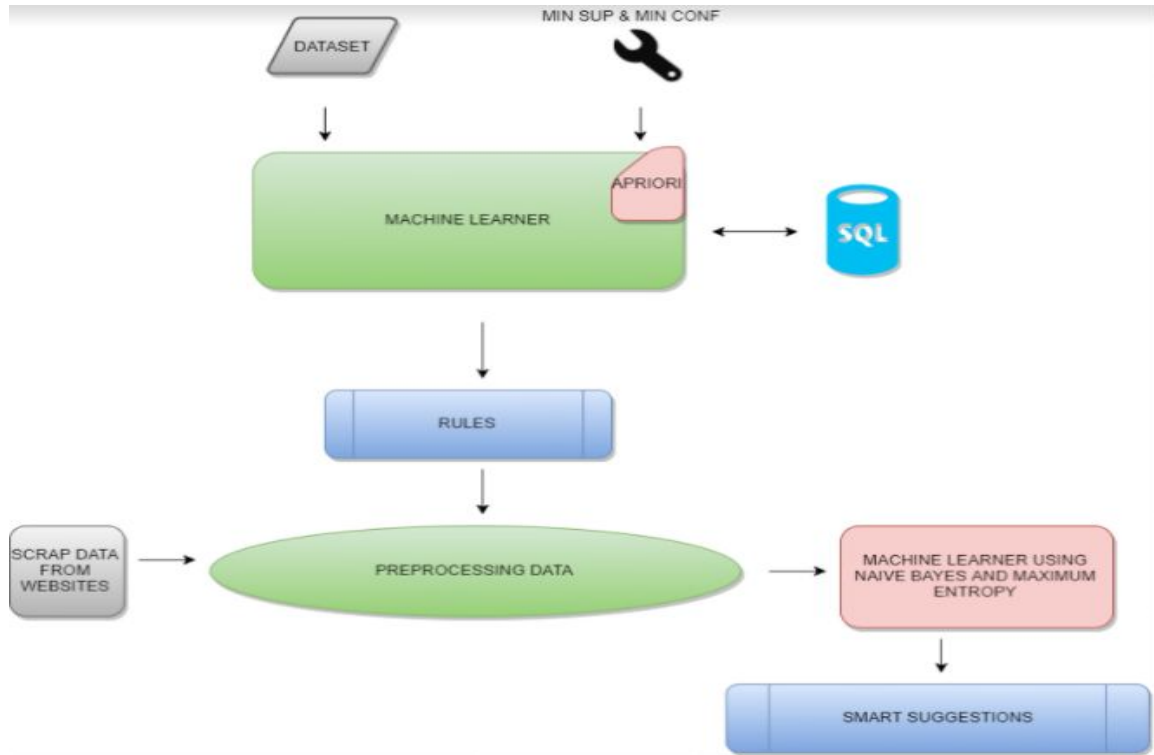 MIN SUP & MIN CONF
DATASET
APRIORI
MACHINE LEARNER
SQL
RULES
SCRAP DATA
FROM
WEBSITES
PREPROCESSING DATA
MACHINE LEARNER USING
NAIVE BAYES AND MAXIMUM
ENTROPY
SMART SUGGESTIONS